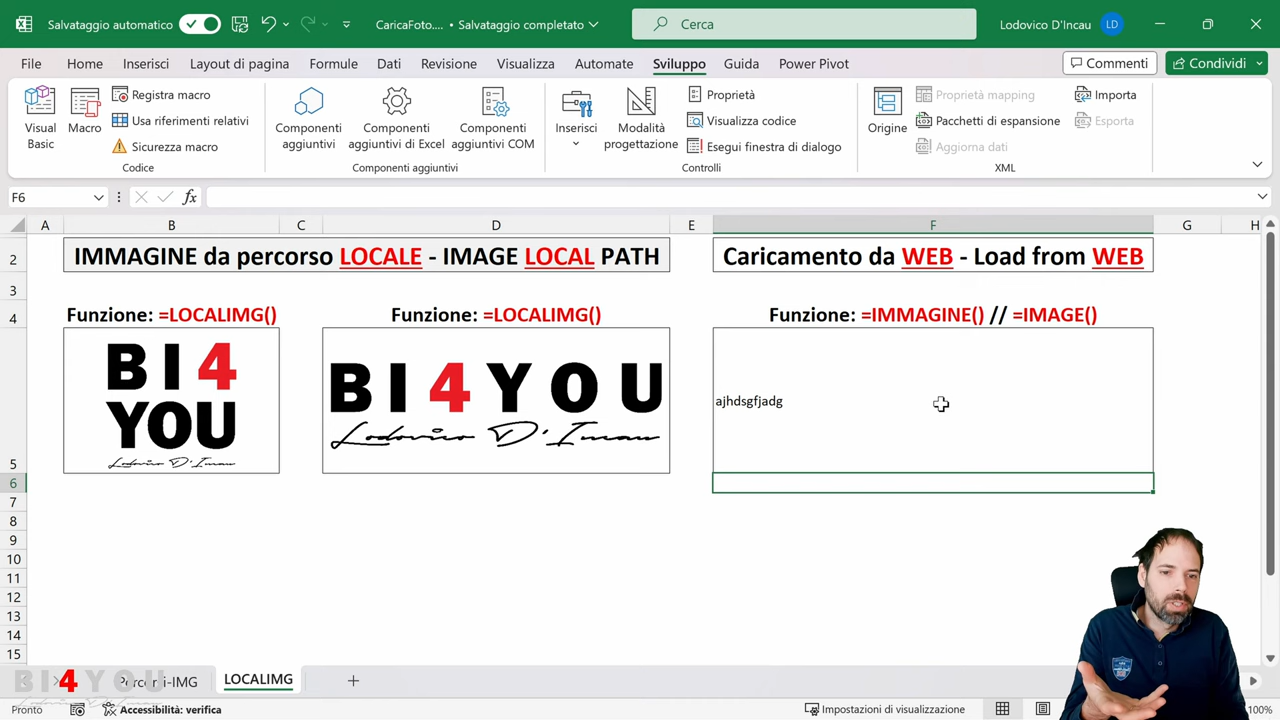 Salvataggio automatico
CaricaFoto.... • Salvataggio completato
Cerca
Lodovico D'Incau
LD
File
Home
Inserisci
Layout di pagina
Formule
Dati
Revisione
Visualizza
Automate
Sviluppo
Guida
Power Pivot
Commenti
Condividi
Visual Basic
Macro
Registra macro
Usa riferimenti relativi
Sicurezza macro
Codice
Componenti aggiuntivi
Componenti aggiuntivi di Excel
Componenti aggiuntivi COM
Componenti aggiuntivi
Inserisci
Modalità progettazione
Proprietà
Visualizza codice
Esegui finestra di dialogo
Controlli
Origine
Proprietà mapping
Pacchetti di espansione
Aggiorna dati
Importa
Esporta
XML
F6
fx
A B C D E F G H
2
IMMAGINE da percorso LOCALE - IMAGE LOCAL PATH
Caricamento da WEB - Load from WEB
3
4
Funzione: =LOCALIMG()
Funzione: =LOCALIMG()
Funzione: =IMMAGINE() // =IMAGE()
5
BI4
YOU
Lodovico D'Incau
BI4YOU
Lodovico D'Incau
ajhdsgfjadg
6
7
8
9
10
11
12
13
14
15
BI4YOU
LOCALIMG
Pronto
Accessibilità: verifica
Impostazioni di visualizzazione
100%